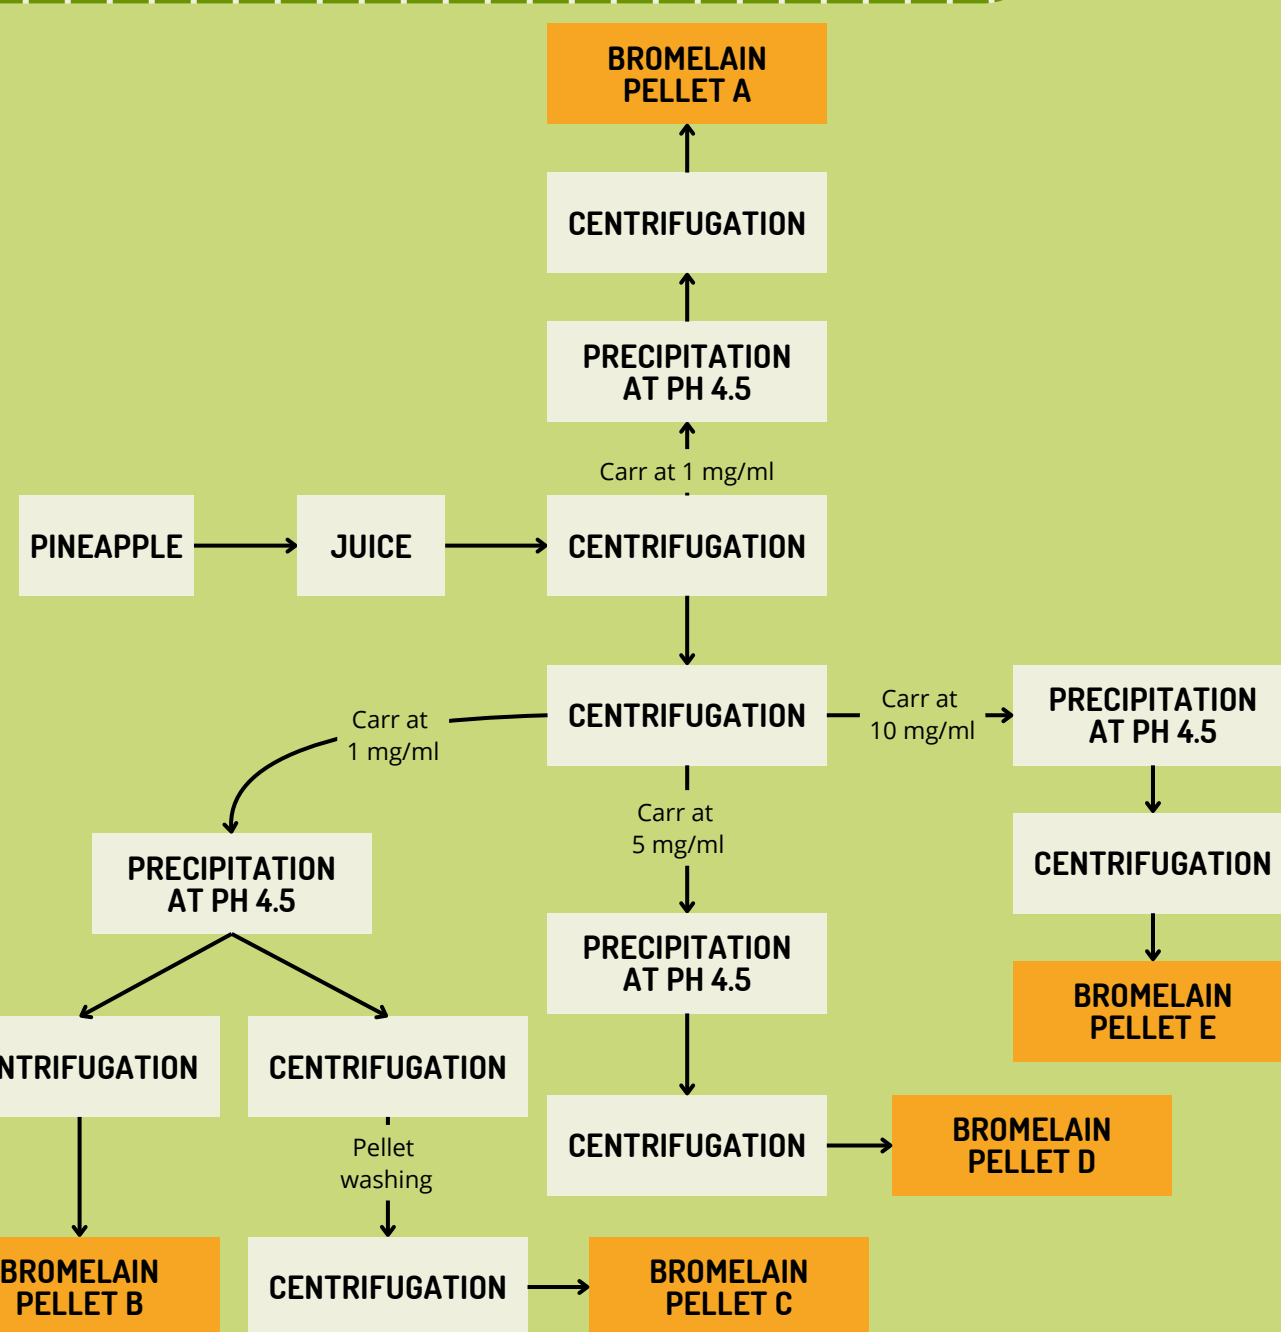 BROMELAIN
PELLET A
CENTRIFUGATION
PRECIPITATION
AT PH 4.5
Carr at 1 mg/ml
PINEAPPLE
JUICE
CENTRIFUGATION
CENTRIFUGATION
Carr at
1 mg/ml
Carr at
10 mg/ml
PRECIPITATION
AT PH 4.5
Carr at
5 mg/ml
PRECIPITATION
AT PH 4.5
CENTRIFUGATION
PRECIPITATION
AT PH 4.5
BROMELAIN
PELLET E
NTRIFUGATION
CENTRIFUGATION
Pellet
washing
CENTRIFUGATION
BROMELAIN
PELLET D
BROMELAIN
PELLET B
CENTRIFUGATION
BROMELAIN
PELLET C